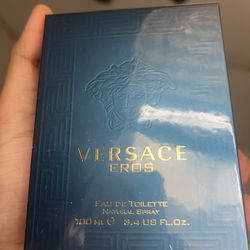 VERSACE
EROS
EAU DE TOILETTE
NATURAL SPRAY
100 ML ℮ 3.4 US FL.OZ.